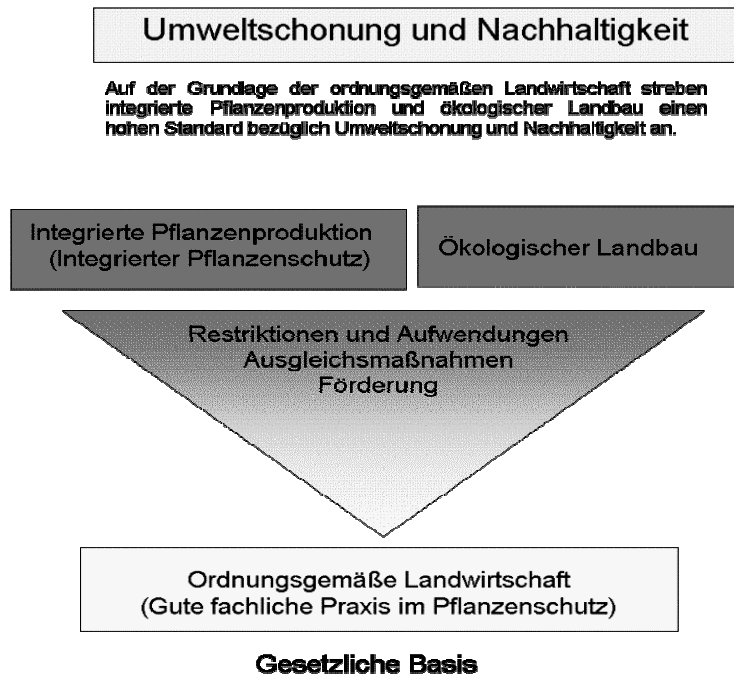 Umweltschonung und Nachhaltigkeit
Auf der Grundlage der ordnungsgemäßen Landwirtschaft streben
integrierte Pflanzenproduktion und ökologischer Landbau einen
hohen Standard bezüglich Umweltschonung und Nachhaltigkeit an.
Integrierte Pflanzenproduktion
(Integrierter Pflanzenschutz)
Ökologischer Landbau
Restriktionen und Aufwendungen
Ausgleichsmaßnahmen
Förderung
Ordnungsgemäße Landwirtschaft
(Gute fachliche Praxis im Pflanzenschutz)
Gesetzliche Basis